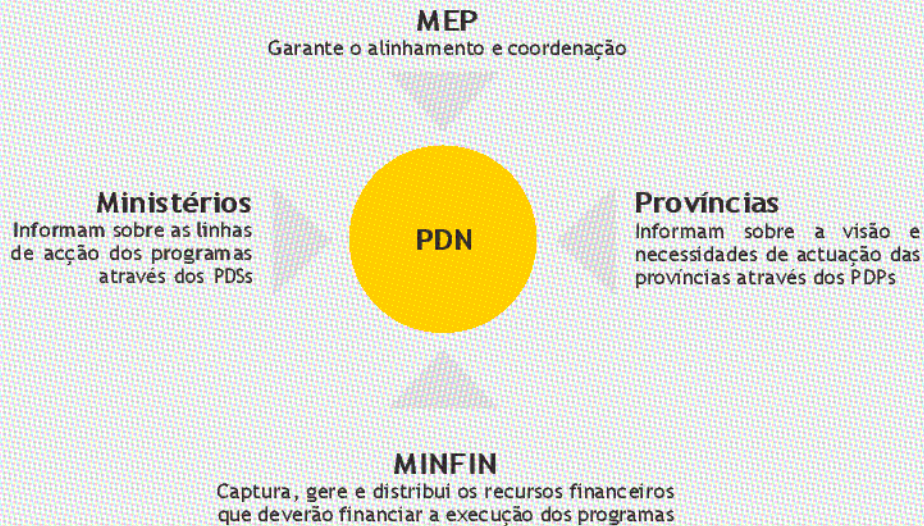 MEP
Garante o alinhamento e coordenação
Ministérios
Informam sobre as linhas
de acção dos programas
através dos PDSs
PDN
Províncias
Informam sobre a visão e
necessidades de actuação das
províncias através dos PDPs
MINFIN
Captura, gere e distribui os recursos financeiros
que deverão financiar a execução dos programas